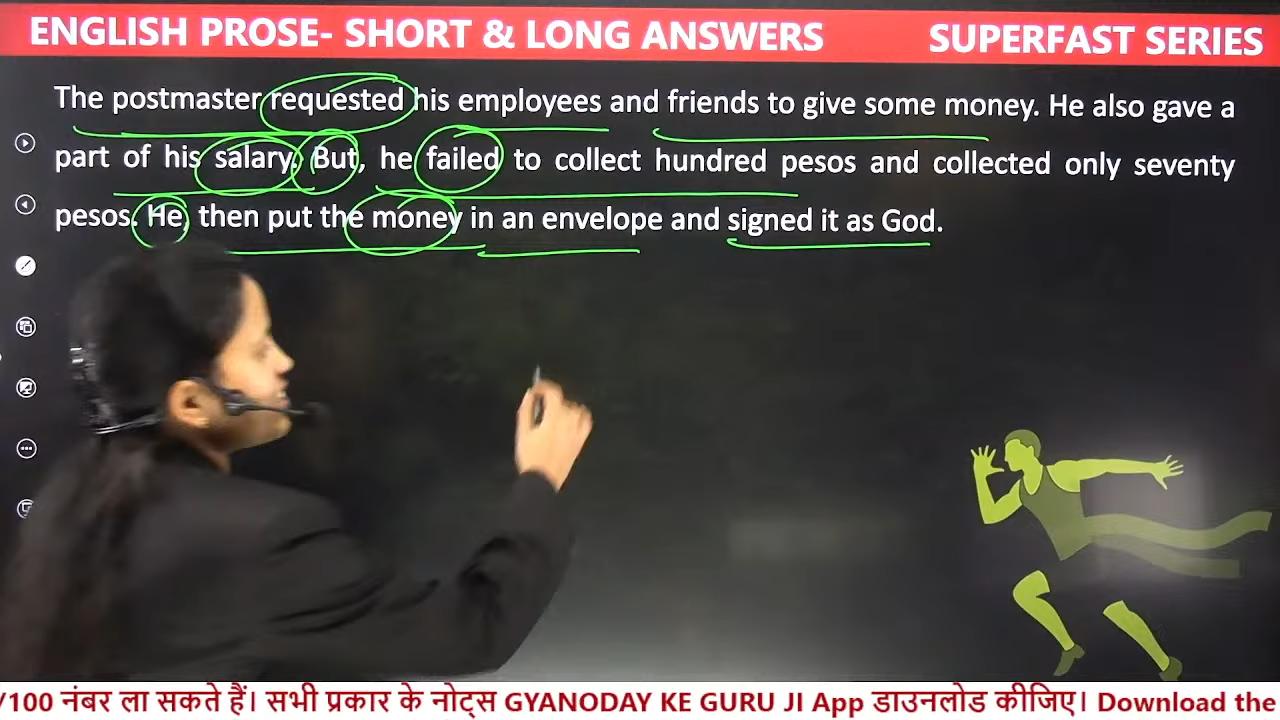 ENGLISH PROSE- SHORT & LONG ANSWERS SUPERFAST SERIES
The postmaster requested his employees and friends to give some money. He also gave a
part of his salary. But, he failed to collect hundred pesos and collected only seventy
pesos. He, then put the money in an envelope and signed it as God.
/100 नंबर ला सकते हैं। सभी प्रकार के नोट्स GYANODAY KE GURU JI App डाउनलोड कीजिए। Download the